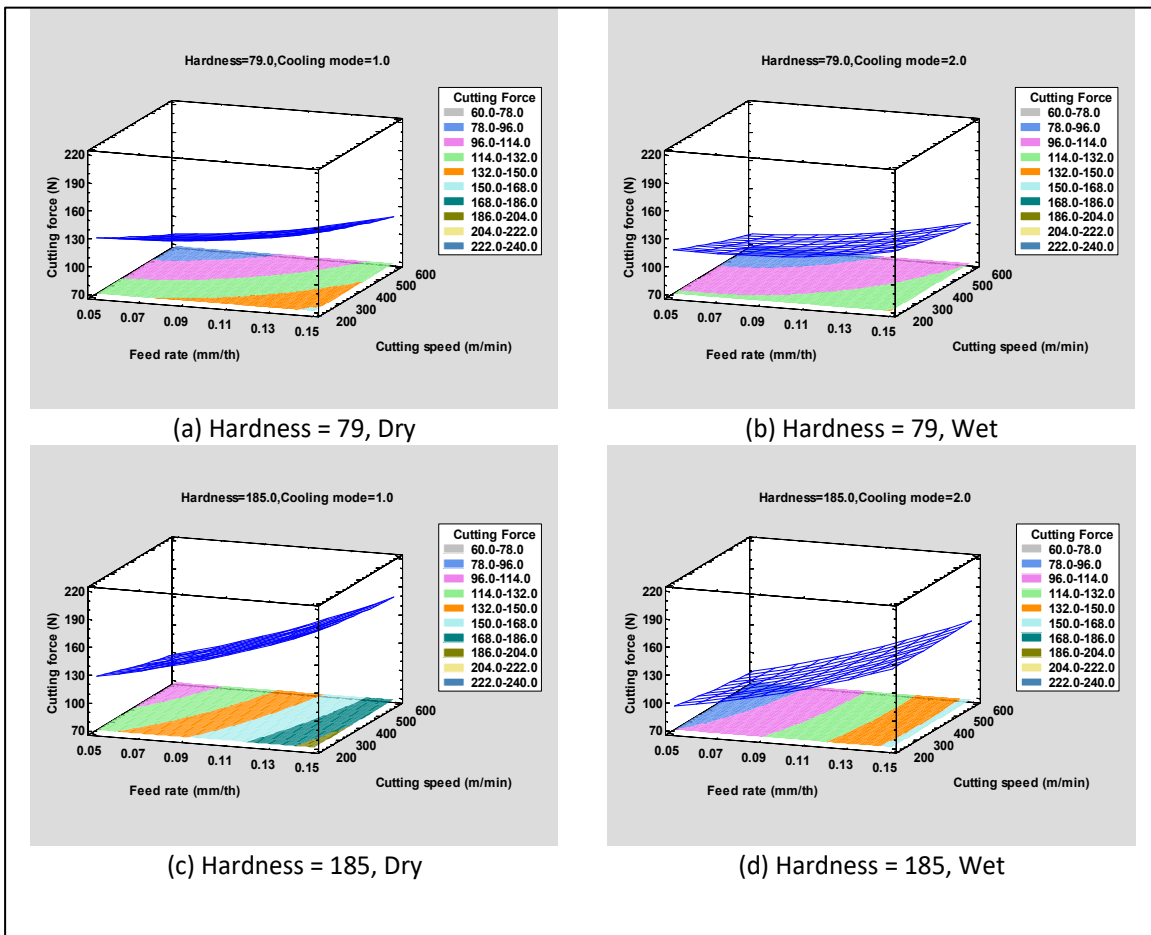 Hardness=79.0,Cooling mode=1.0
Cutting Force
60.0-78.0
78.0-96.0
96.0-114.0
114.0-132.0
132.0-150.0
150.0-168.0
168.0-186.0
186.0-204.0
204.0-222.0
222.0-240.0
Cutting force (N)
220
190
160
130
100
70
0.05 0.07 0.09 0.11 0.13 0.15
Feed rate (mm/th)
200 300 400 500 600
Cutting speed (m/min)
(a) Hardness = 79, Dry
Hardness=79.0,Cooling mode=2.0
Cutting Force
60.0-78.0
78.0-96.0
96.0-114.0
114.0-132.0
132.0-150.0
150.0-168.0
168.0-186.0
186.0-204.0
204.0-222.0
222.0-240.0
Cutting force (N)
220
190
160
130
100
70
0.05 0.07 0.09 0.11 0.13 0.15
Feed rate (mm/th)
200 300 400 500 600
Cutting speed (m/min)
(b) Hardness = 79, Wet
Hardness=185.0,Cooling mode=1.0
Cutting Force
60.0-78.0
78.0-96.0
96.0-114.0
114.0-132.0
132.0-150.0
150.0-168.0
168.0-186.0
186.0-204.0
204.0-222.0
222.0-240.0
Cutting force (N)
220
190
160
130
100
70
0.05 0.07 0.09 0.11 0.13 0.15
Feed rate (mm/th)
200 300 400 500 600
Cutting speed (m/min)
(c) Hardness = 185, Dry
Hardness=185.0,Cooling mode=2.0
Cutting Force
60.0-78.0
78.0-96.0
96.0-114.0
114.0-132.0
132.0-150.0
150.0-168.0
168.0-186.0
186.0-204.0
204.0-222.0
222.0-240.0
Cutting force (N)
220
190
160
130
100
70
0.05 0.07 0.09 0.11 0.13 0.15
Feed rate (mm/th)
200 300 400 500 600
Cutting speed (m/min)
(d) Hardness = 185, Wet